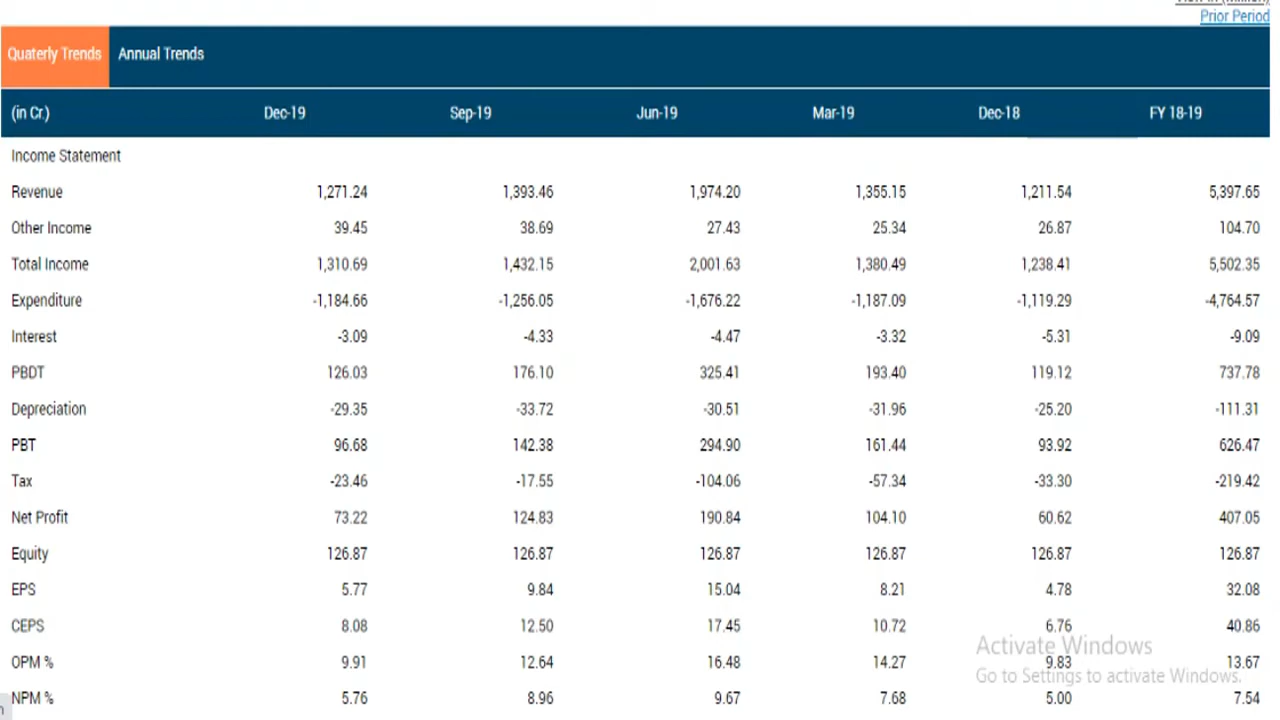 Prior Period
Quaterly Trends Annual Trends
(in Cr.) Dec-19 Sep-19 Jun-19 Mar-19 Dec-18 FY 18-19
Income Statement
Revenue 1,271.24 1,393.46 1,974.20 1,355.15 1,211.54 5,397.65
Other Income 39.45 38.69 27.43 25.34 26.87 104.70
Total Income 1,310.69 1,432.15 2,001.63 1,380.49 1,238.41 5,502.35
Expenditure -1,184.66 -1,256.05 -1,676.22 -1,187.09 -1,119.29 -4,764.57
Interest -3.09 -4.33 -4.47 -3.32 -5.31 -9.09
PBDT 126.03 176.10 325.41 193.40 119.12 737.78
Depreciation -29.35 -33.72 -30.51 -31.96 -25.20 -111.31
PBT 96.68 142.38 294.90 161.44 93.92 626.47
Tax -23.46 -17.55 -104.06 -57.34 -33.30 -219.42
Net Profit 73.22 124.83 190.84 104.10 60.62 407.05
Equity 126.87 126.87 126.87 126.87 126.87 126.87
EPS 5.77 9.84 15.04 8.21 4.78 32.08
CEPS 8.08 12.50 17.45 10.72 6.76 40.86
Activate Windows
OPM % 9.91 12.64 16.48 14.27 9.83 13.67
Go to Settings to activate Windows.
NPM % 5.76 8.96 9.67 7.68 5.00 7.54